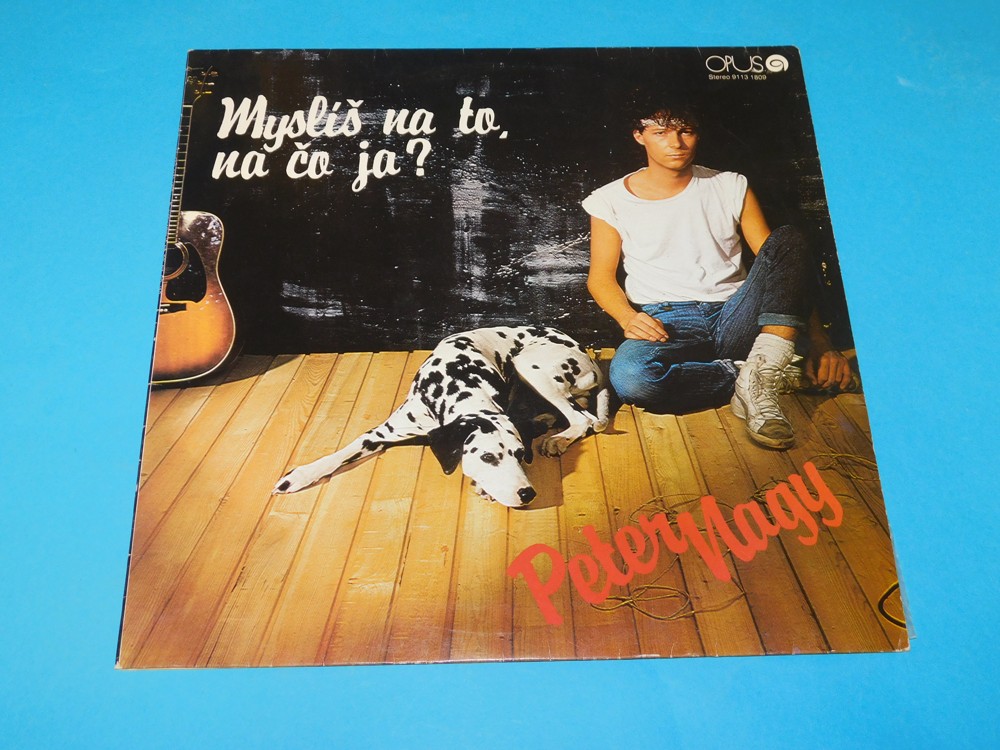 OPUS
Stereo 9113 1809
Myslíš na to,
na čo ja?
Peter Nagy